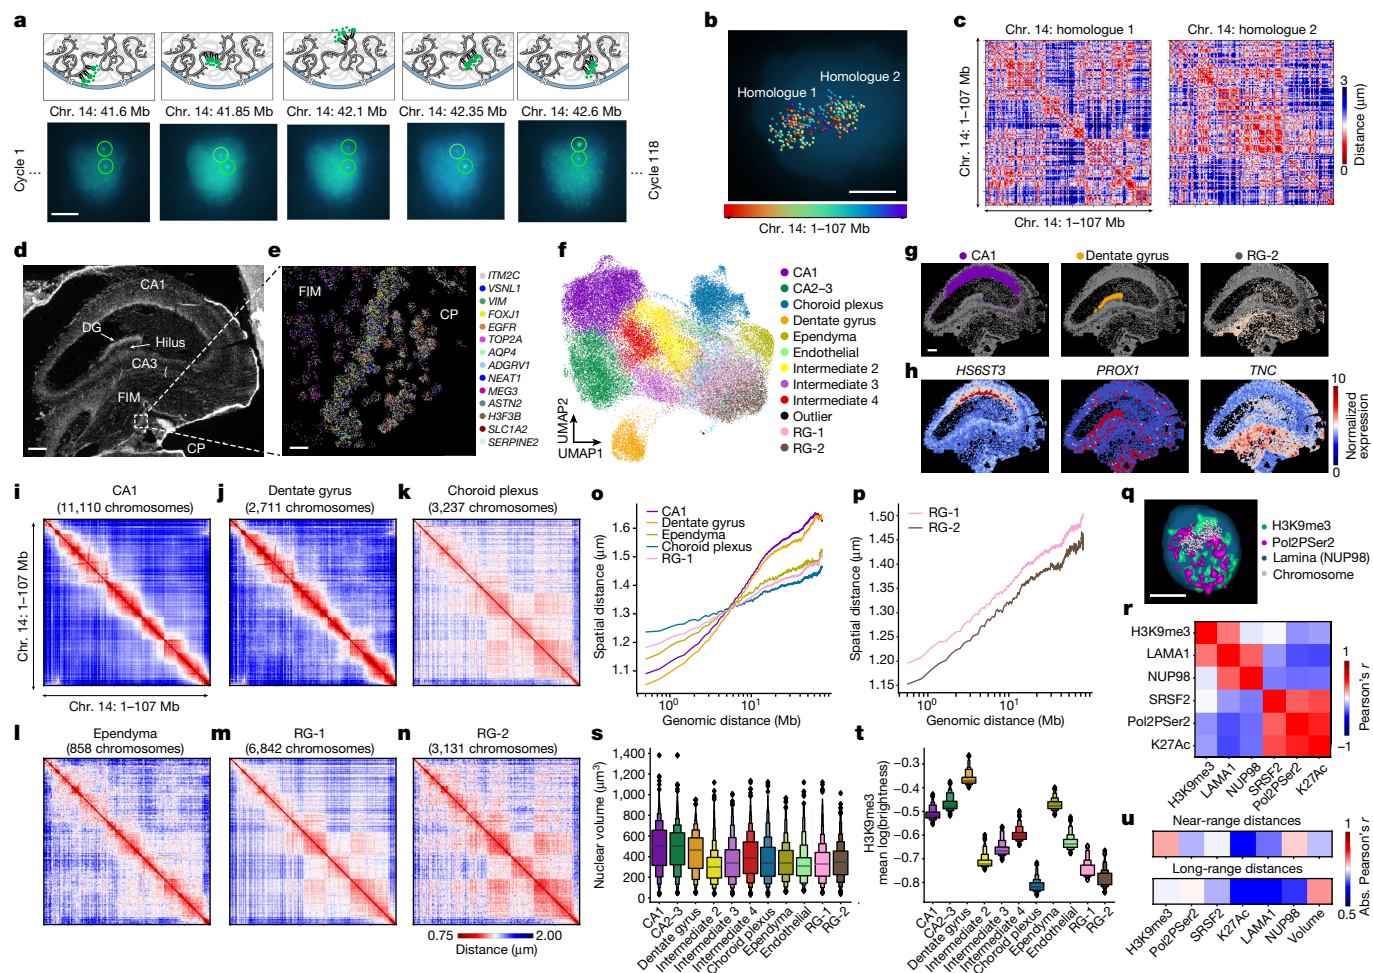 a
Chr. 14: 41.6 Mb
Chr. 14: 41.85 Mb
Chr. 14: 42.1 Mb
Chr. 14: 42.35 Mb
Chr. 14: 42.6 Mb
Cycle 1
...
...
Cycle 118
b
Homologue 2
Homologue 1
Chr. 14: 1–107 Mb
c
Chr. 14: homologue 1
Chr. 14: homologue 2
Chr. 14: 1–107 Mb
Chr. 14: 1–107 Mb
3
0
Distance (μm)
d
CA1
DG
Hilus
CA3
FIM
CP
e
FIM
CP
ITM2C
VSNL1
VIM
FOXJ1
EGFR
TOP2A
AQP4
ADGRV1
NEAT1
MEG3
ASTN2
H3F3B
SLC1A2
SERPINE2
f
UMAP2
UMAP1
CA1
CA2–3
Choroid plexus
Dentate gyrus
Ependyma
Endothelial
Intermediate 2
Intermediate 3
Intermediate 4
Outlier
RG-1
RG-2
g
CA1
Dentate gyrus
RG-2
h
HS6ST3
PROX1
TNC
10
0
Normalized
expression
i
CA1
(11,110 chromosomes)
Chr. 14: 1–107 Mb
Chr. 14: 1–107 Mb
j
Dentate gyrus
(2,711 chromosomes)
k
Choroid plexus
(3,237 chromosomes)
l
Ependyma
(858 chromosomes)
m
RG-1
(6,842 chromosomes)
n
RG-2
(3,131 chromosomes)
0.75
2.00
Distance (μm)
o
CA1
Dentate gyrus
Ependyma
Choroid plexus
RG-1
1.6
1.5
1.4
1.3
1.2
1.1
Spatial distance (μm)
10⁰
10¹
Genomic distance (Mb)
p
RG-1
RG-2
1.50
1.45
1.40
1.35
1.30
1.25
1.20
1.15
Spatial distance (μm)
10⁰
10¹
Genomic distance (Mb)
q
H3K9me3
Pol2PSer2
Lamina (NUP98)
Chromosome
r
H3K9me3
LAMA1
NUP98
SRSF2
Pol2PSer2
K27Ac
H3K9me3
LAMA1
NUP98
SRSF2
Pol2PSer2
K27Ac
1
−1
Pearson's r
s
1,400
1,200
1,000
800
600
400
200
0
Nuclear volume (μm³)
CA1
CA2–3
Dentate gyrus
Intermediate 2
Intermediate 3
Intermediate 4
Choroid plexus
Ependyma
Endothelial
RG-1
RG-2
t
−0.3
−0.4
−0.5
−0.6
−0.7
−0.8
H3K9me3
mean log(brightness)
CA1
CA2–3
Dentate gyrus
Intermediate 2
Intermediate 3
Intermediate 4
Choroid plexus
Ependyma
Endothelial
RG-1
RG-2
u
Near-range distances
Long-range distances
H3K9me3
Pol2PSer2
SRSF2
K27Ac
LAMA1
NUP98
Volume
1
0.5
Abs. Pearson's r